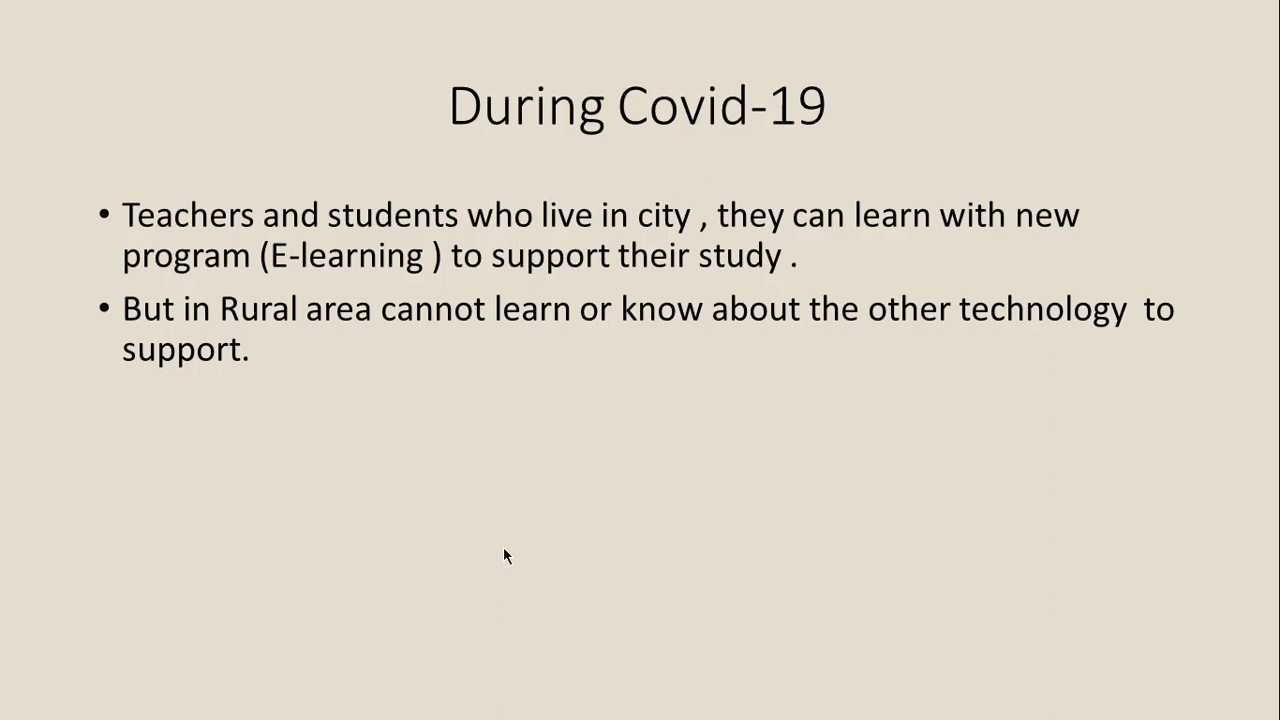 During Covid-19
• Teachers and students who live in city , they can learn with new
program (E-learning ) to support their study .
• But in Rural area cannot learn or know about the other technology  to
support.